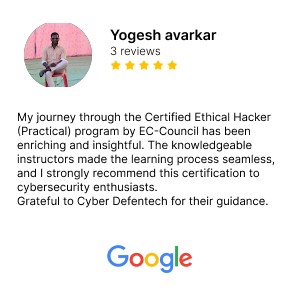 Yogesh avarkar
3 reviews
My journey through the Certified Ethical Hacker
(Practical) program by EC-Council has been
enriching and insightful. The knowledgeable
instructors made the learning process seamless,
and I strongly recommend this certification to
cybersecurity enthusiasts.
Grateful to Cyber Defentech for their guidance.
Google